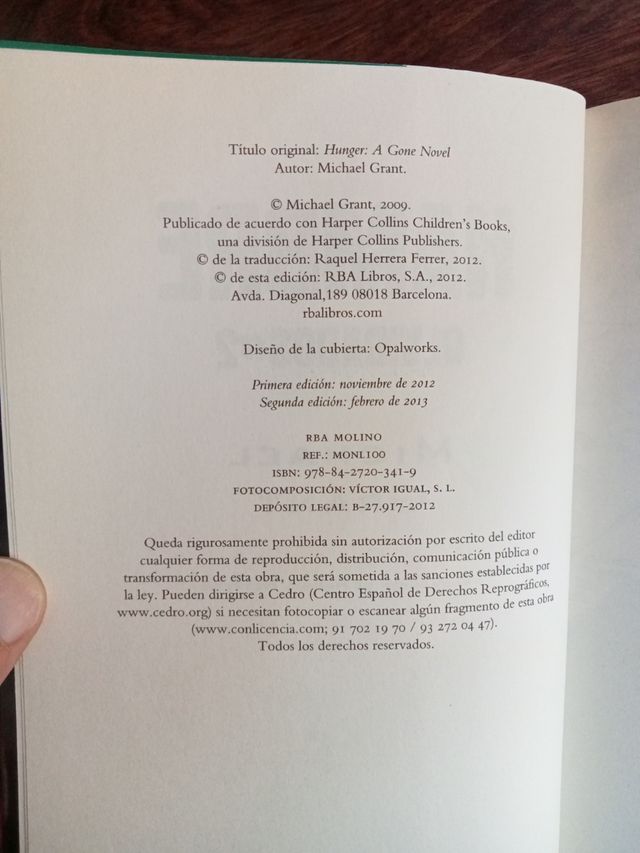 Título original: Hunger: A Gone Novel
Autor: Michael Grant.
© Michael Grant, 2009.
Publicado de acuerdo con Harper Collins Children's Books,
una división de Harper Collins Publishers.
© de la traducción: Raquel Herrera Ferrer, 2012.
© de esta edición: RBA Libros, S.A., 2012.
Avda. Diagonal,189 08018 Barcelona.
rbalibros.com
Diseño de la cubierta: Opalworks.
Primera edición: noviembre de 2012
Segunda edición: febrero de 2013
RBA MOLINO
REF.: MONL100
ISBN: 978-84-2720-341-9
FOTOCOMPOSICIÓN: VÍCTOR IGUAL, S. L.
DEPÓSITO LEGAL: B-27.917-2012
Queda rigurosamente prohibida sin autorización por escrito del editor
cualquier forma de reproducción, distribución, comunicación pública o
transformación de esta obra, que será sometida a las sanciones establecidas por
la ley. Pueden dirigirse a Cedro (Centro Español de Derechos Reprográficos,
www.cedro.org) si necesitan fotocopiar o escanear algún fragmento de esta obra
(www.conlicencia.com; 91 702 19 70 / 93 272 04 47).
Todos los derechos reservados.